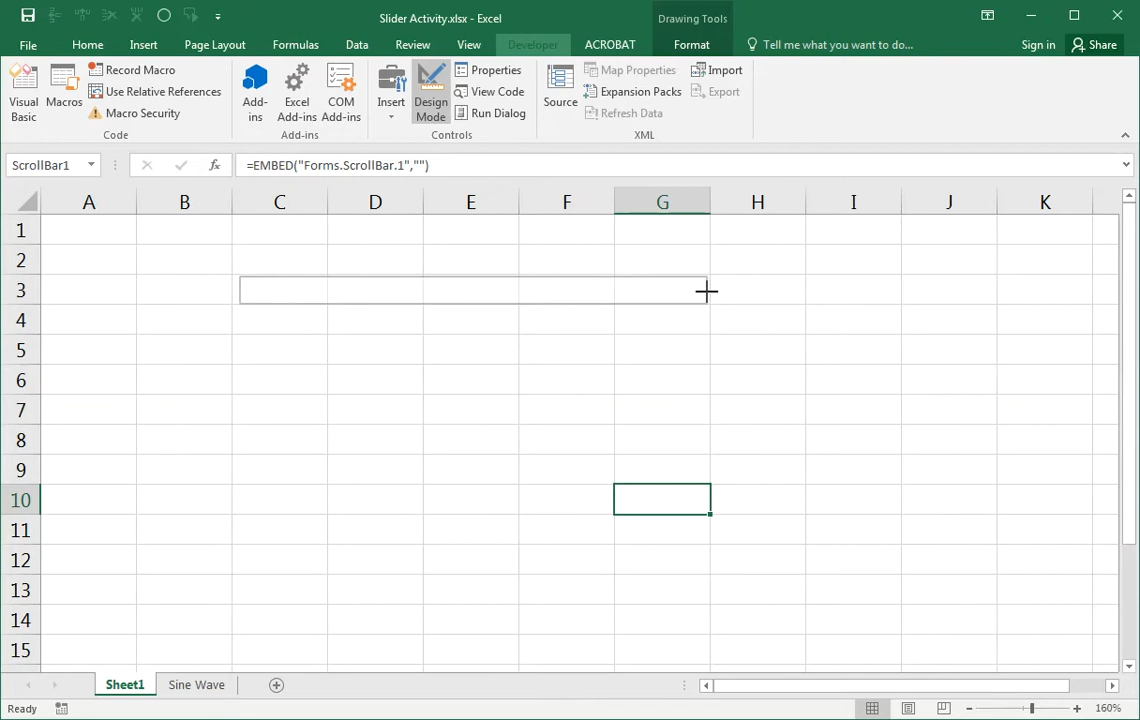 Slider Activity.xlsx - Excel
Drawing Tools
File Home Insert Page Layout Formulas Data Review View Developer ACROBAT Format Tell me what you want to do... Sign in Share
Visual Basic
Macros
Record Macro
Use Relative References
Macro Security
Code
Add-ins
Excel Add-ins
COM Add-ins
Add-ins
Insert
Design Mode
Properties
View Code
Run Dialog
Controls
Source
Map Properties
Expansion Packs
Refresh Data
Import
Export
XML
ScrollBar1 fx =EMBED("Forms.ScrollBar.1","")
A B C D E F G H I J K
1
2
3
4
5
6
7
8
9
10
11
12
13
14
15
Sheet1 Sine Wave
Ready 160%